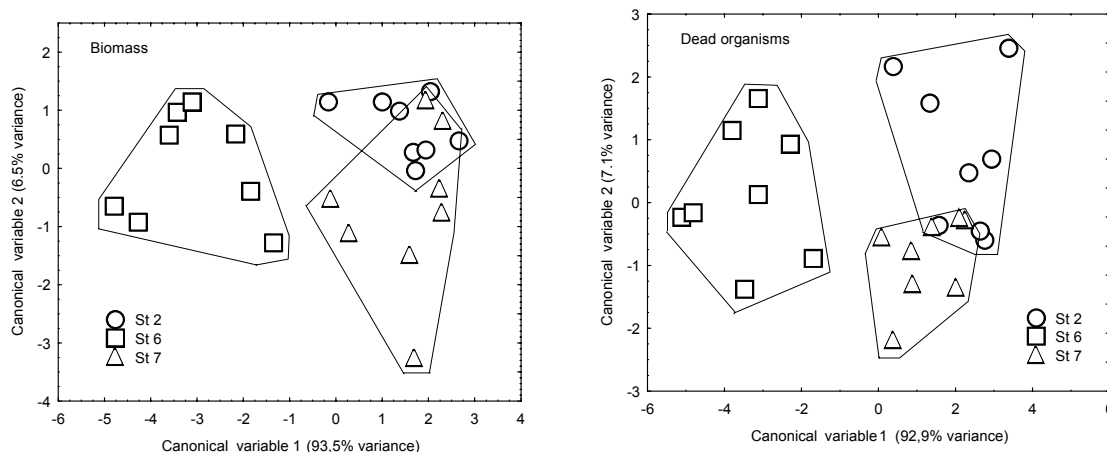 Biomass
Canonical variable 2 (6.5% variance)
2
1
0
-1
-2
-3
-4
St 2
St 6
St 7
-6 -5 -4 -3 -2 -1 0 1 2 3 4
Canonical variable 1 (93.5% variance)
Dead organisms
Canonical variable 2 (7.1% variance)
3
2
1
0
-1
-2
-3
St 2
St 6
St 7
-6 -4 -2 0 2 4 6
Canonical variable1 (92,9% variance)